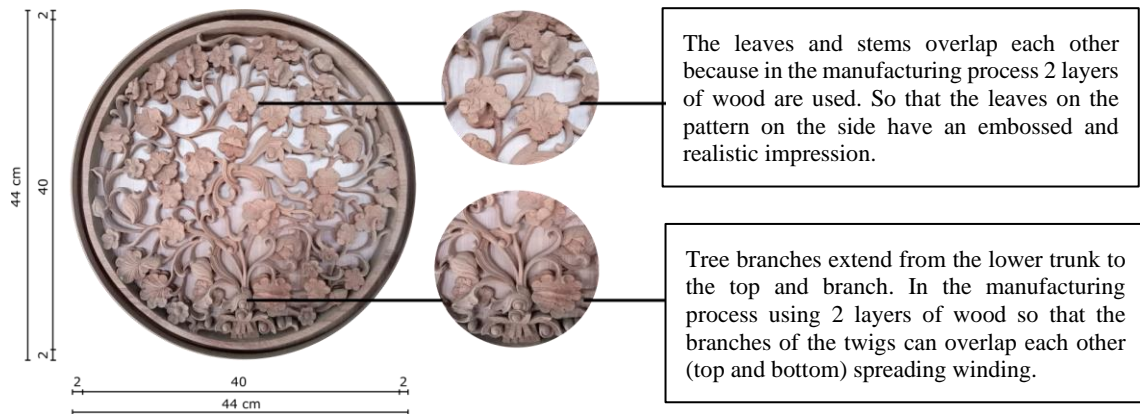 2
44 cm
40
2
2 40 2
44 cm
The leaves and stems overlap each other
because in the manufacturing process 2 layers
of wood are used. So that the leaves on the
pattern on the side have an embossed and
realistic impression.
Tree branches extend from the lower trunk to
the top and branch. In the manufacturing
process using 2 layers of wood so that the
branches of the twigs can overlap each other
(top and bottom) spreading winding.